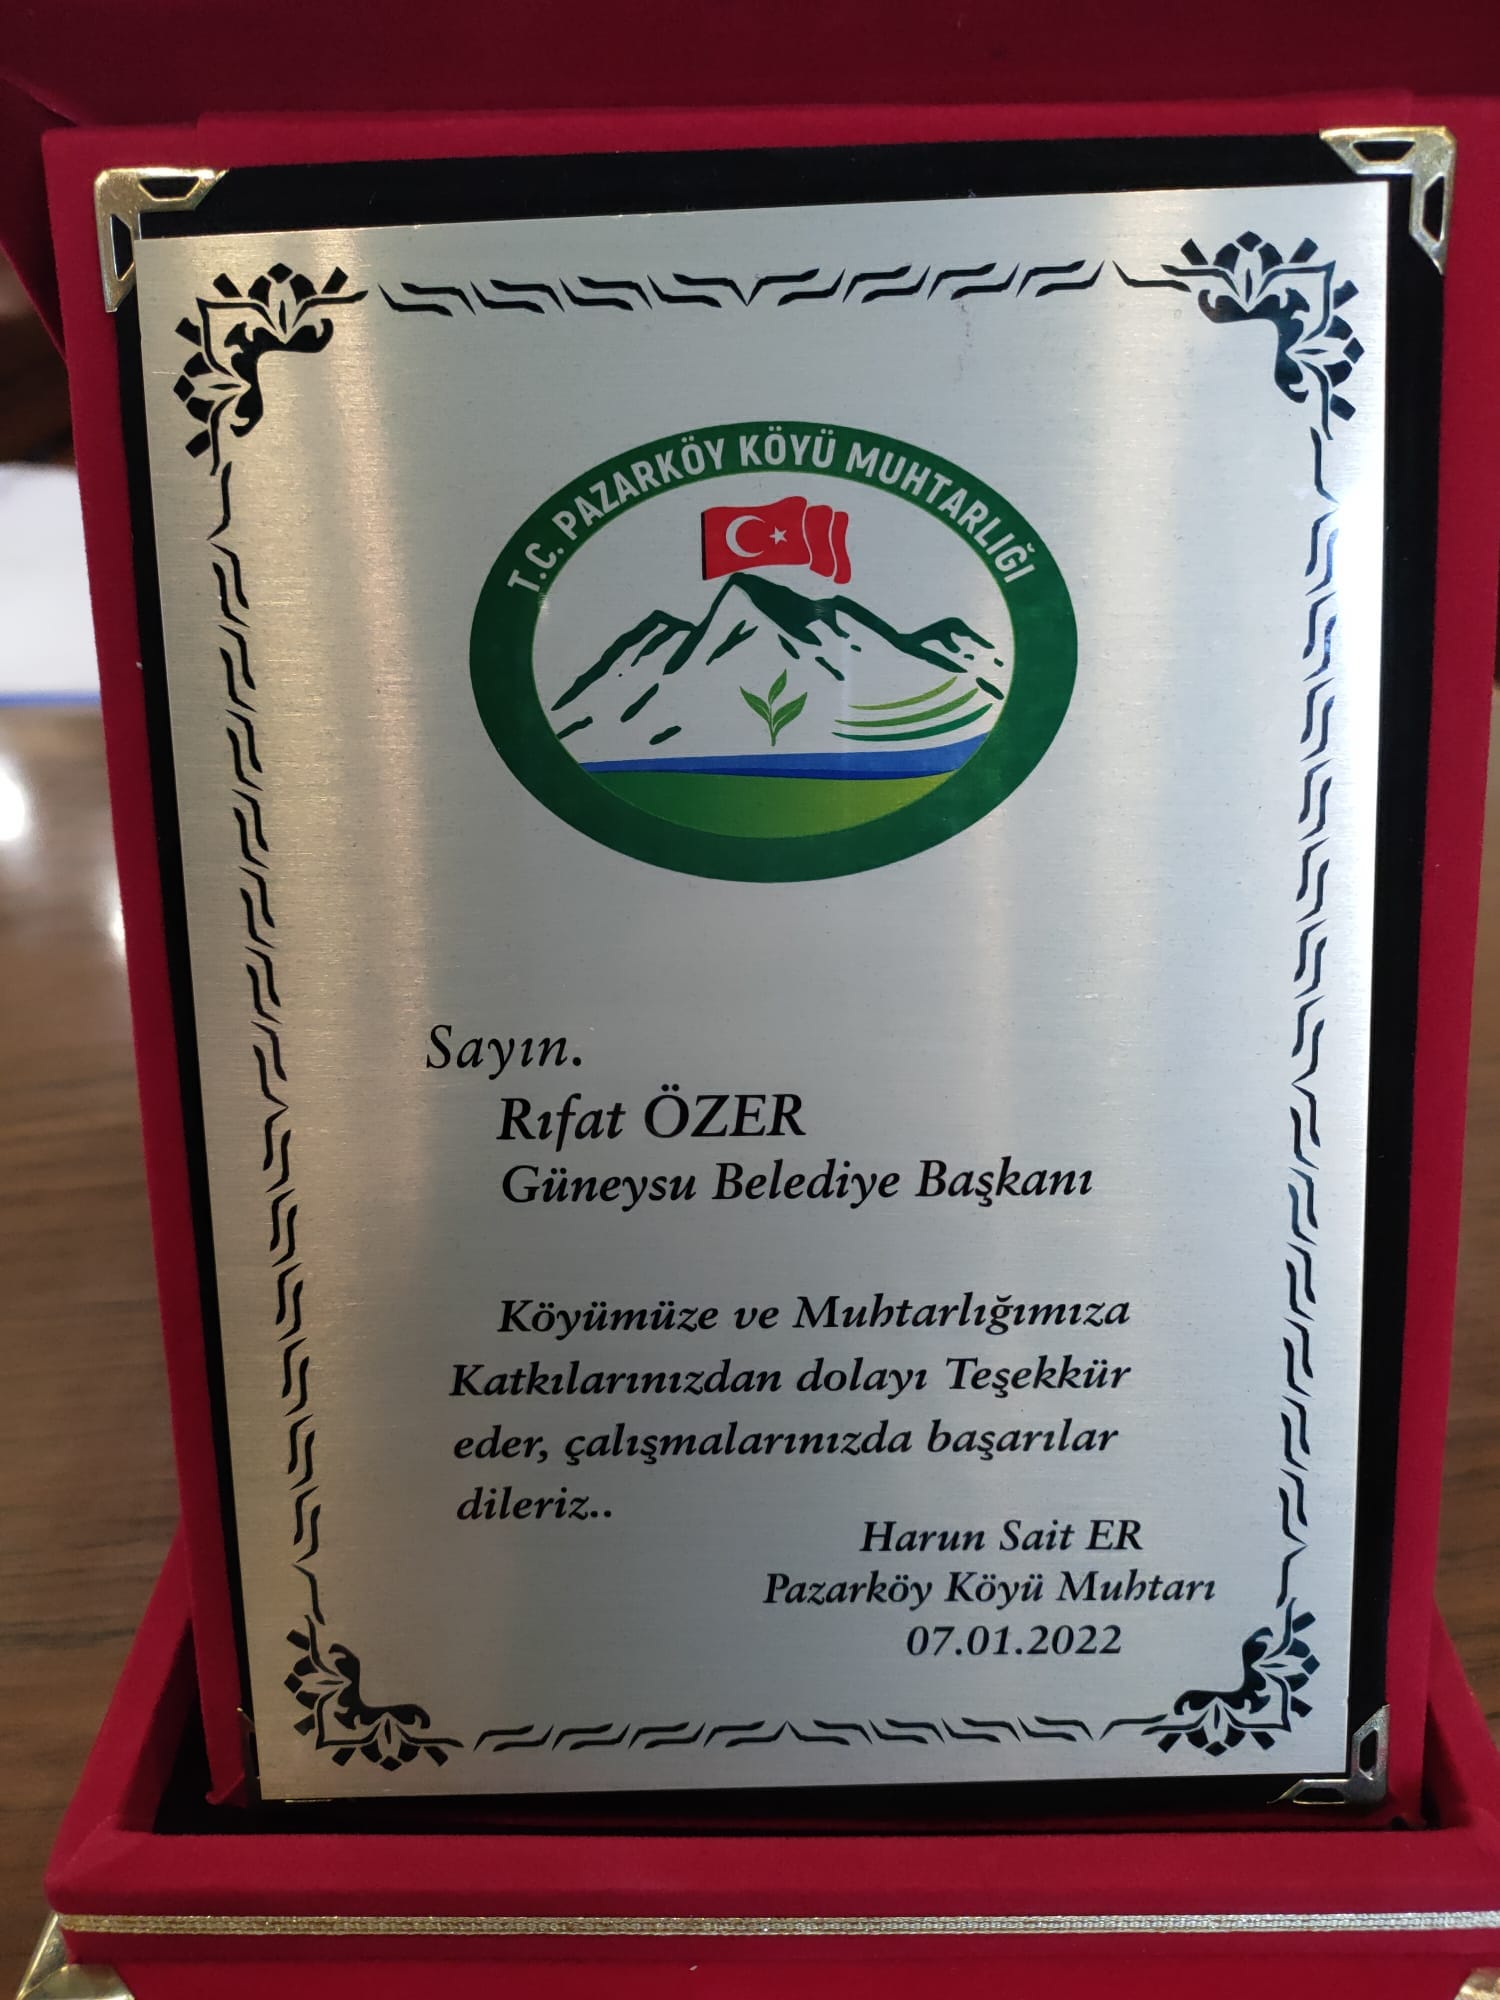 T.C. PAZARKÖY KÖYÜ MUHTARLIĞI
Sayın.
Rıfat ÖZER
Güneysu Belediye Başkanı
Köyümüze ve Muhtarlığımıza
Katkılarınızdan dolayı Teşekkür
eder, çalışmalarınızda başarılar
dileriz..
Harun Sait ER
Pazarköy Köyü Muhtarı
07.01.2022